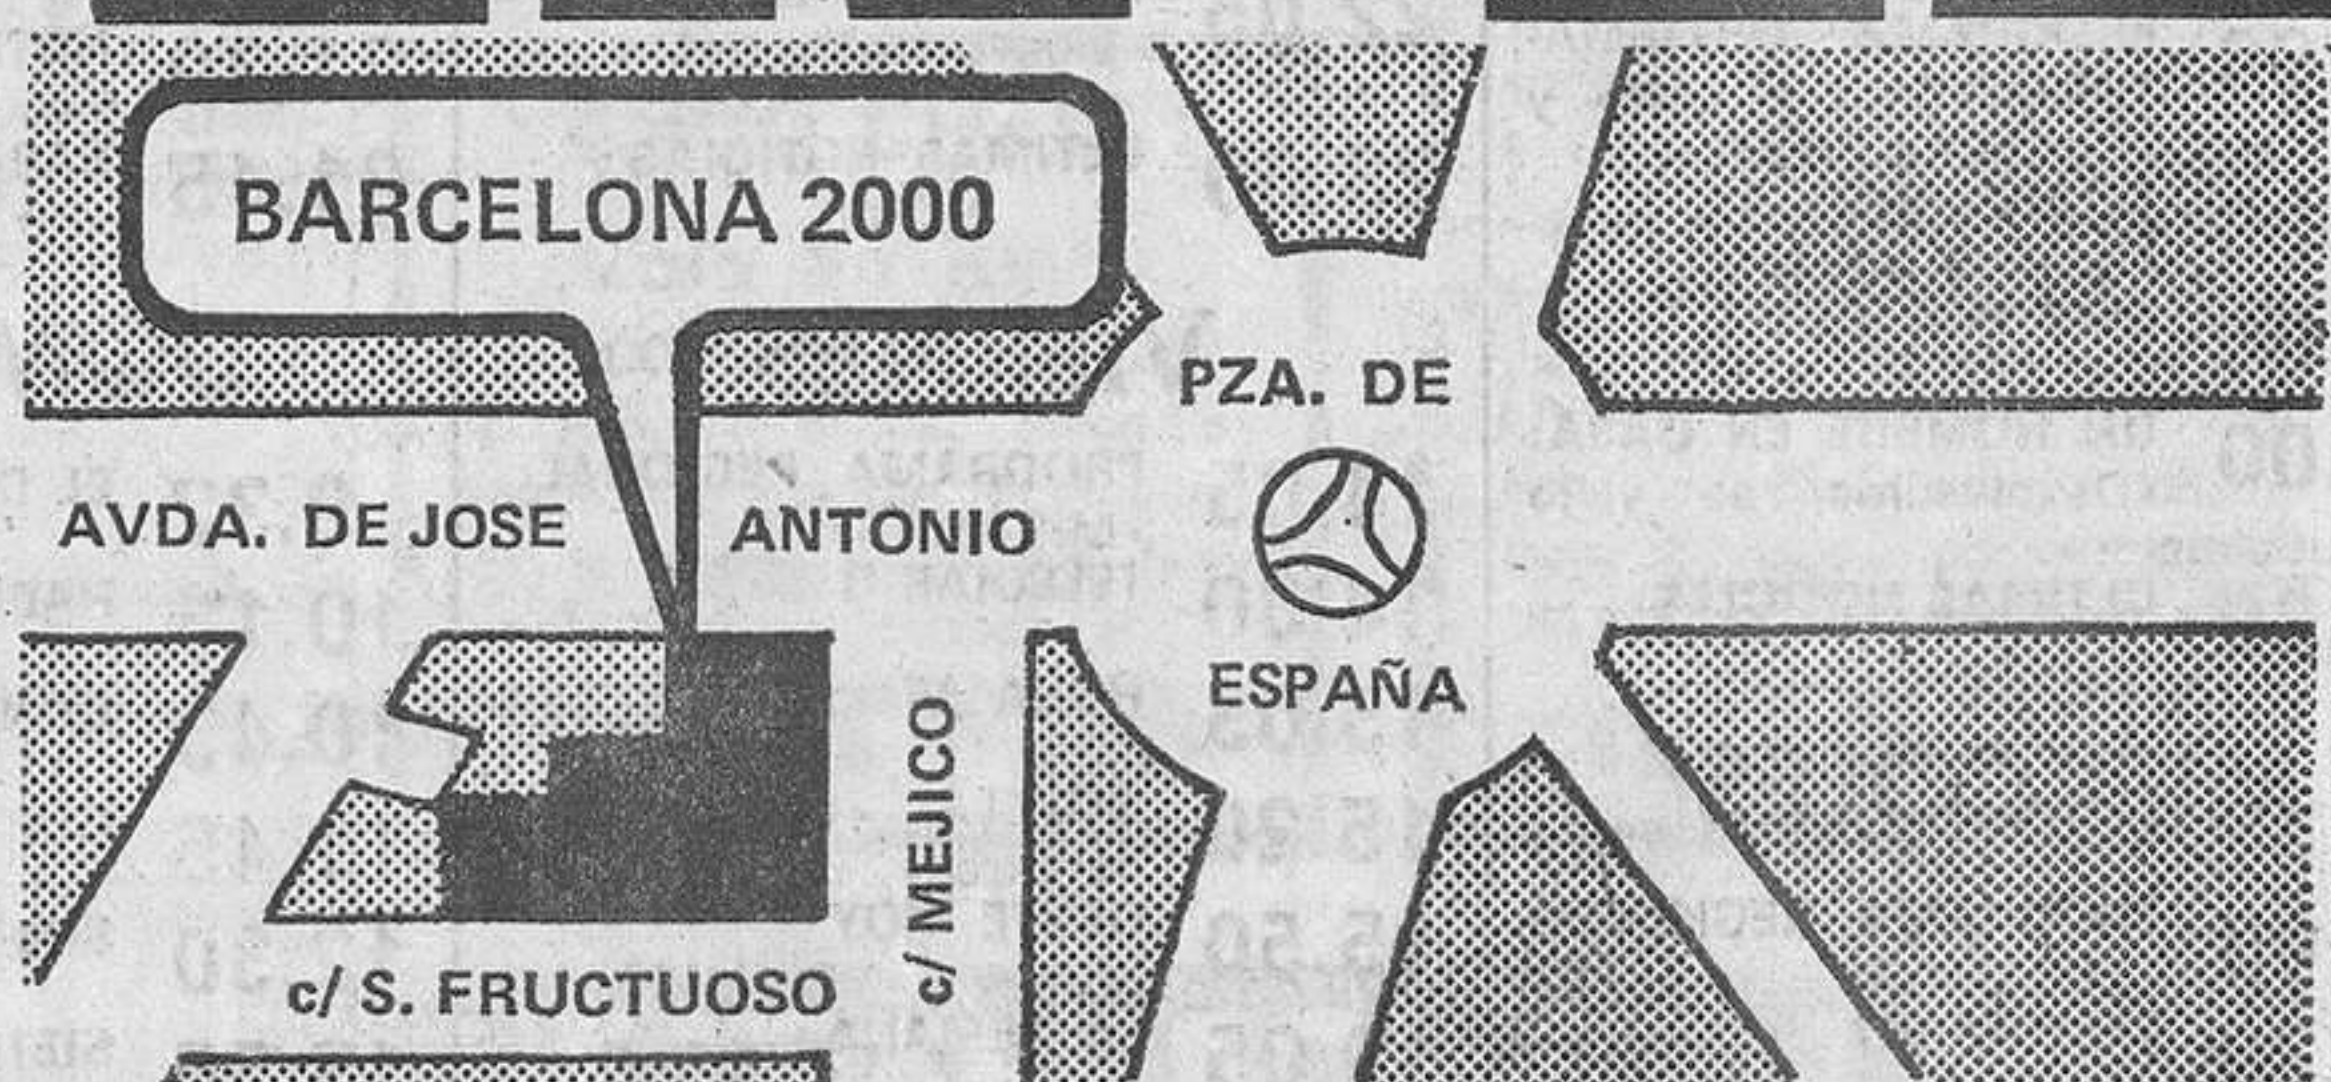 BARCELONA 2000
PZA. DE
AVDA. DE JOSE ANTONIO
ESPAÑA
c/ MEJICO
c/ S. FRUCTUOSO